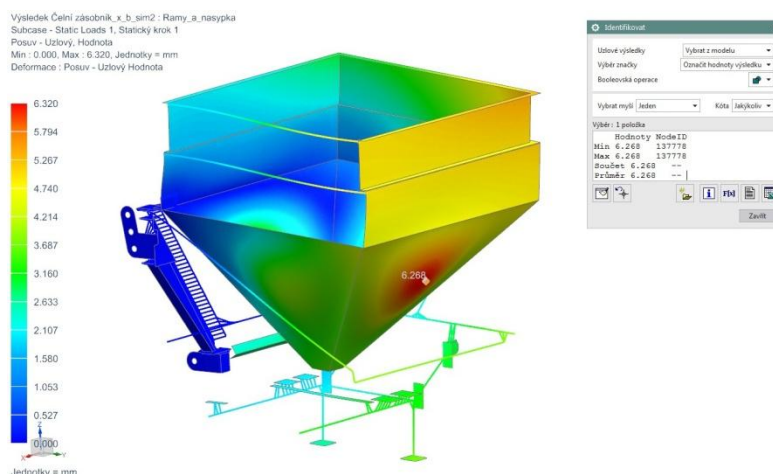 Výsledek Čelní zásobník_x_b_sim2 : Ramy_a_nasypka
Subcase - Static Loads 1, Statický krok 1
Posuv - Uzlový, Hodnota
Min : 0.000, Max : 6.320, Jednotky = mm
Deformace : Posuv - Uzlový Hodnota
6.320
5.794
5.267
4.740
4.214
3.687
3.160
2.633
2.107
1.580
1.053
0.527
0.000
Z
X Y
Jednotky = mm
6.268
Identifikovat
Uzlové výsledky Vybrat z modelu
Výběr značky Označit hodnoty výsledku
Booleovská operace
Vybrat myší Jeden Kóta Jakýkoliv
Výběr : 1 položka
Hodnoty NodeID
Min 6.268 137778
Max 6.268 137778
Součet 6.268 --
Průměr 6.268 --
F(x)
Zavřít